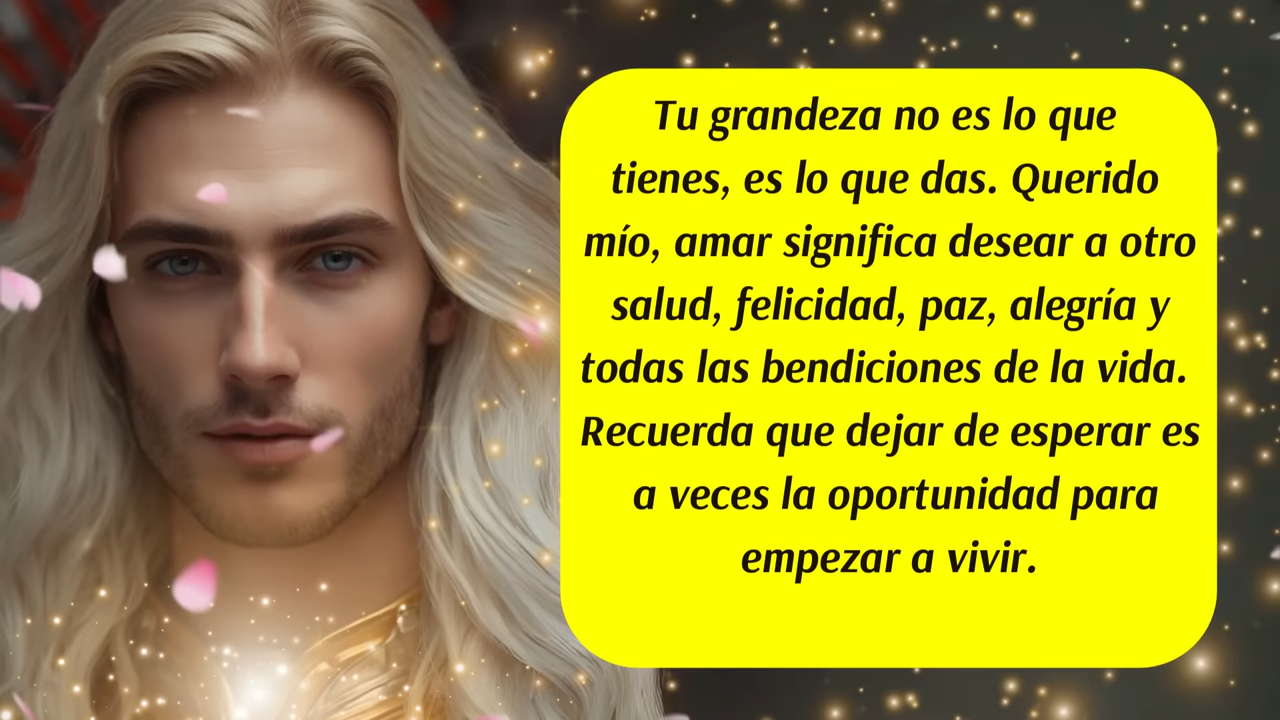 Tu grandeza no es lo que
tienes, es lo que das. Querido
mío, amar significa desear a otro
salud, felicidad, paz, alegría y
todas las bendiciones de la vida.
Recuerda que dejar de esperar es
a veces la oportunidad para
empezar a vivir.